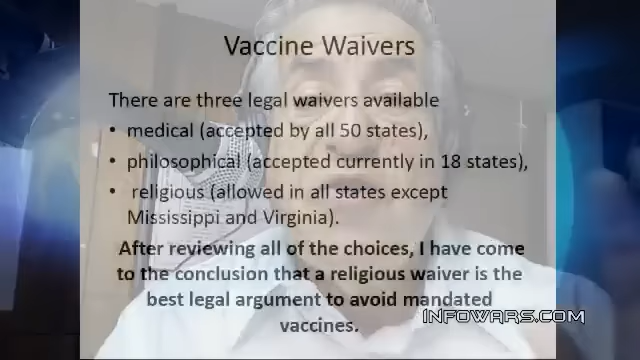 Vaccine Waivers
There are three legal waivers available
• medical (accepted by all 50 states),
• philosophical (accepted currently in 18 states),
• religious (allowed in all states except
Mississippi and Virginia).
After reviewing all of the choices, I have come
to the conclusion that a religious waiver is the
best legal argument to avoid mandated
vaccines.
INFOWARS.COM